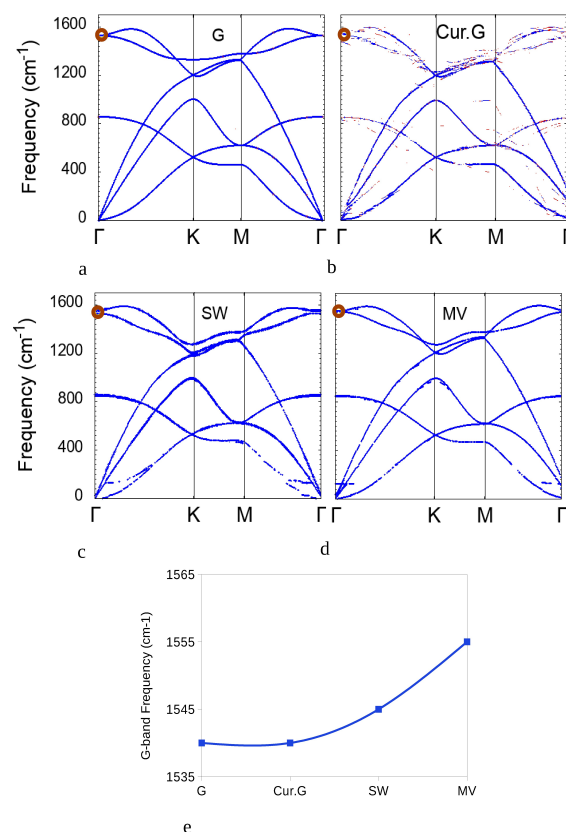 1600
1200
800
400
0
Frequency (cm-1)
G
Γ K M Γ
a
Cur.G
Γ K M Γ
b
1600
1200
800
400
0
Frequency (cm-1)
SW
Γ K M Γ
c
MV
Γ K M Γ
d
1565
1555
1545
1535
G-band Frequency (cm-1)
G Cur.G SW MV
e